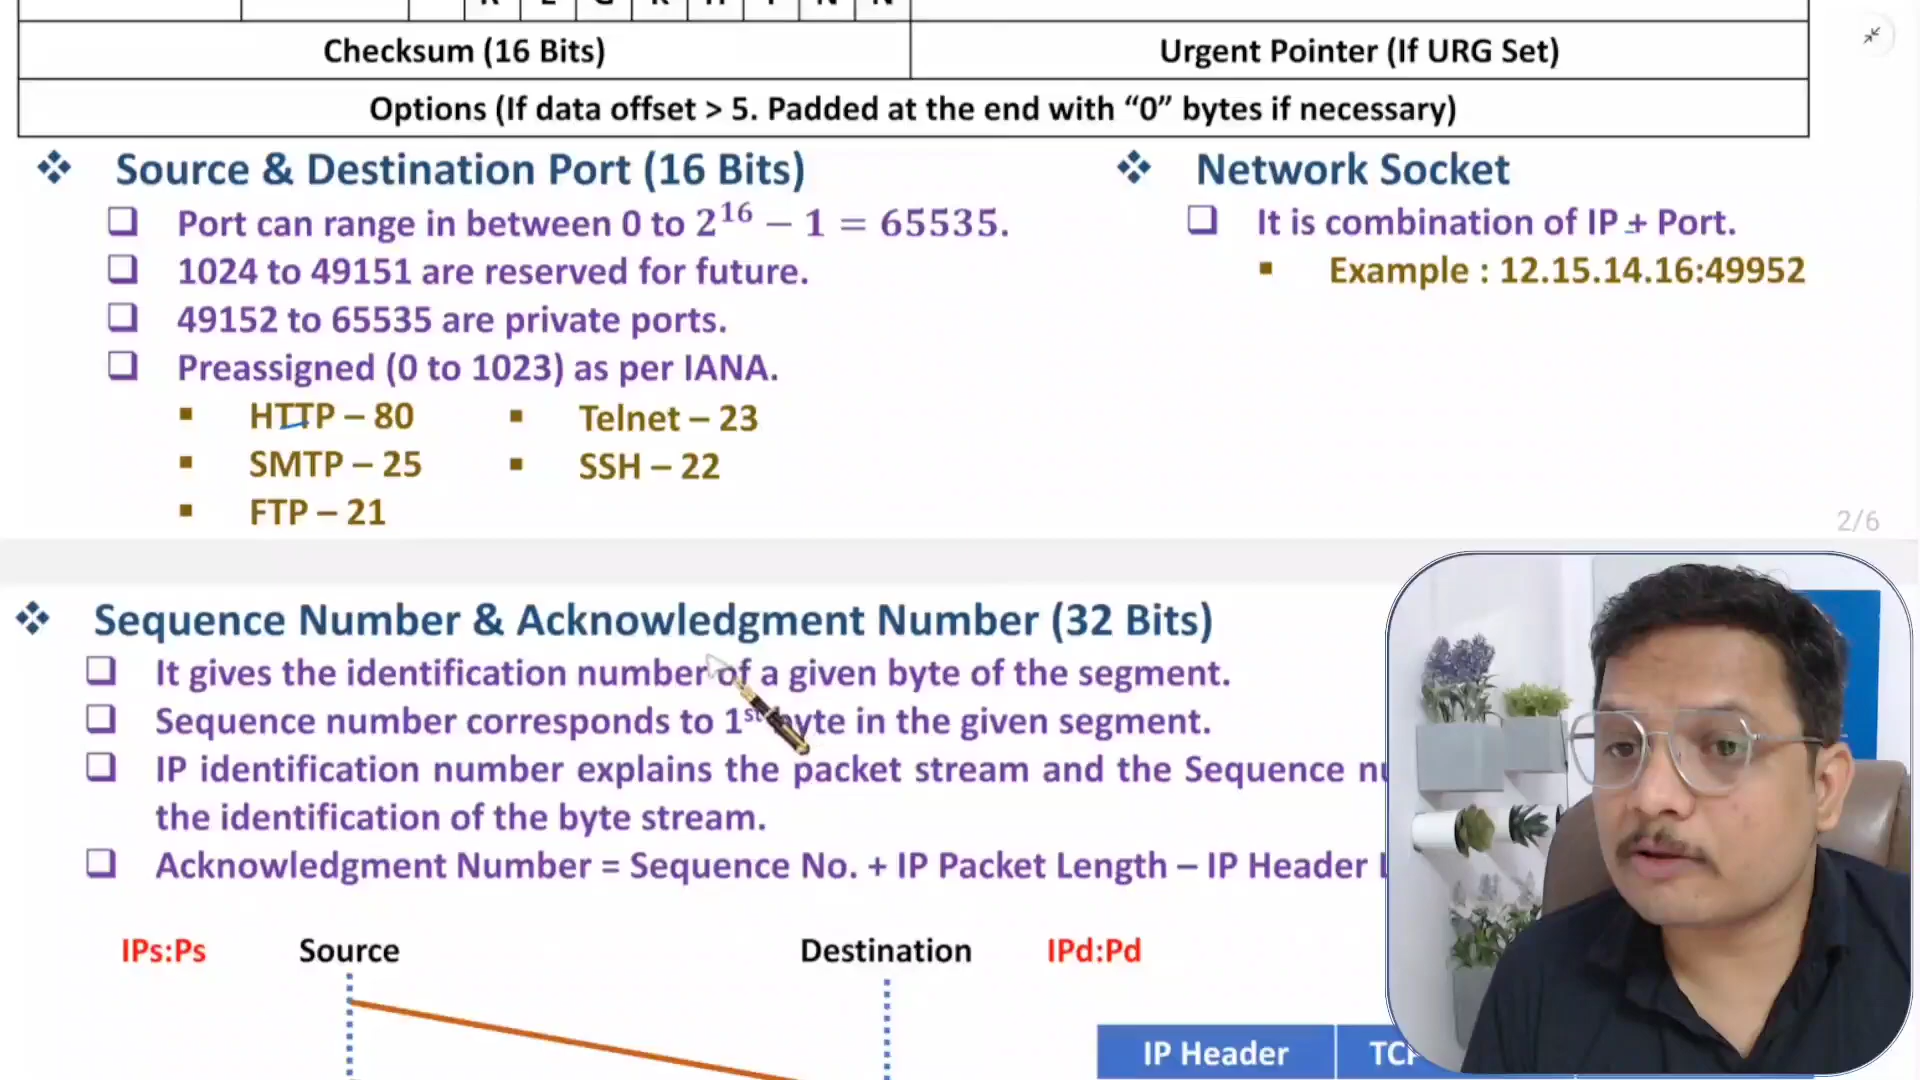 Checksum (16 Bits)
Urgent Pointer (If URG Set)
Options (If data offset > 5. Padded at the end with “0” bytes if necessary)
❖ Source & Destination Port (16 Bits)
❑ Port can range in between 0 to 2^16 − 1 = 65535.
❑ 1024 to 49151 are reserved for future.
❑ 49152 to 65535 are private ports.
❑ Preassigned (0 to 1023) as per IANA.
▪ HTTP – 80
▪ Telnet – 23
▪ SMTP – 25
▪ SSH – 22
▪ FTP – 21
❖ Network Socket
❑ It is combination of IP + Port.
▪ Example : 12.15.14.16:49952
2/6
❖ Sequence Number & Acknowledgment Number (32 Bits)
❑ It gives the identification number of a given byte of the segment.
❑ Sequence number corresponds to 1st byte in the given segment.
❑ IP identification number explains the packet stream and the Sequence
the identification of the byte stream.
❑ Acknowledgment Number = Sequence No. + IP Packet Length – IP Header
IPs:Ps Source Destination IPd:Pd
IP Header